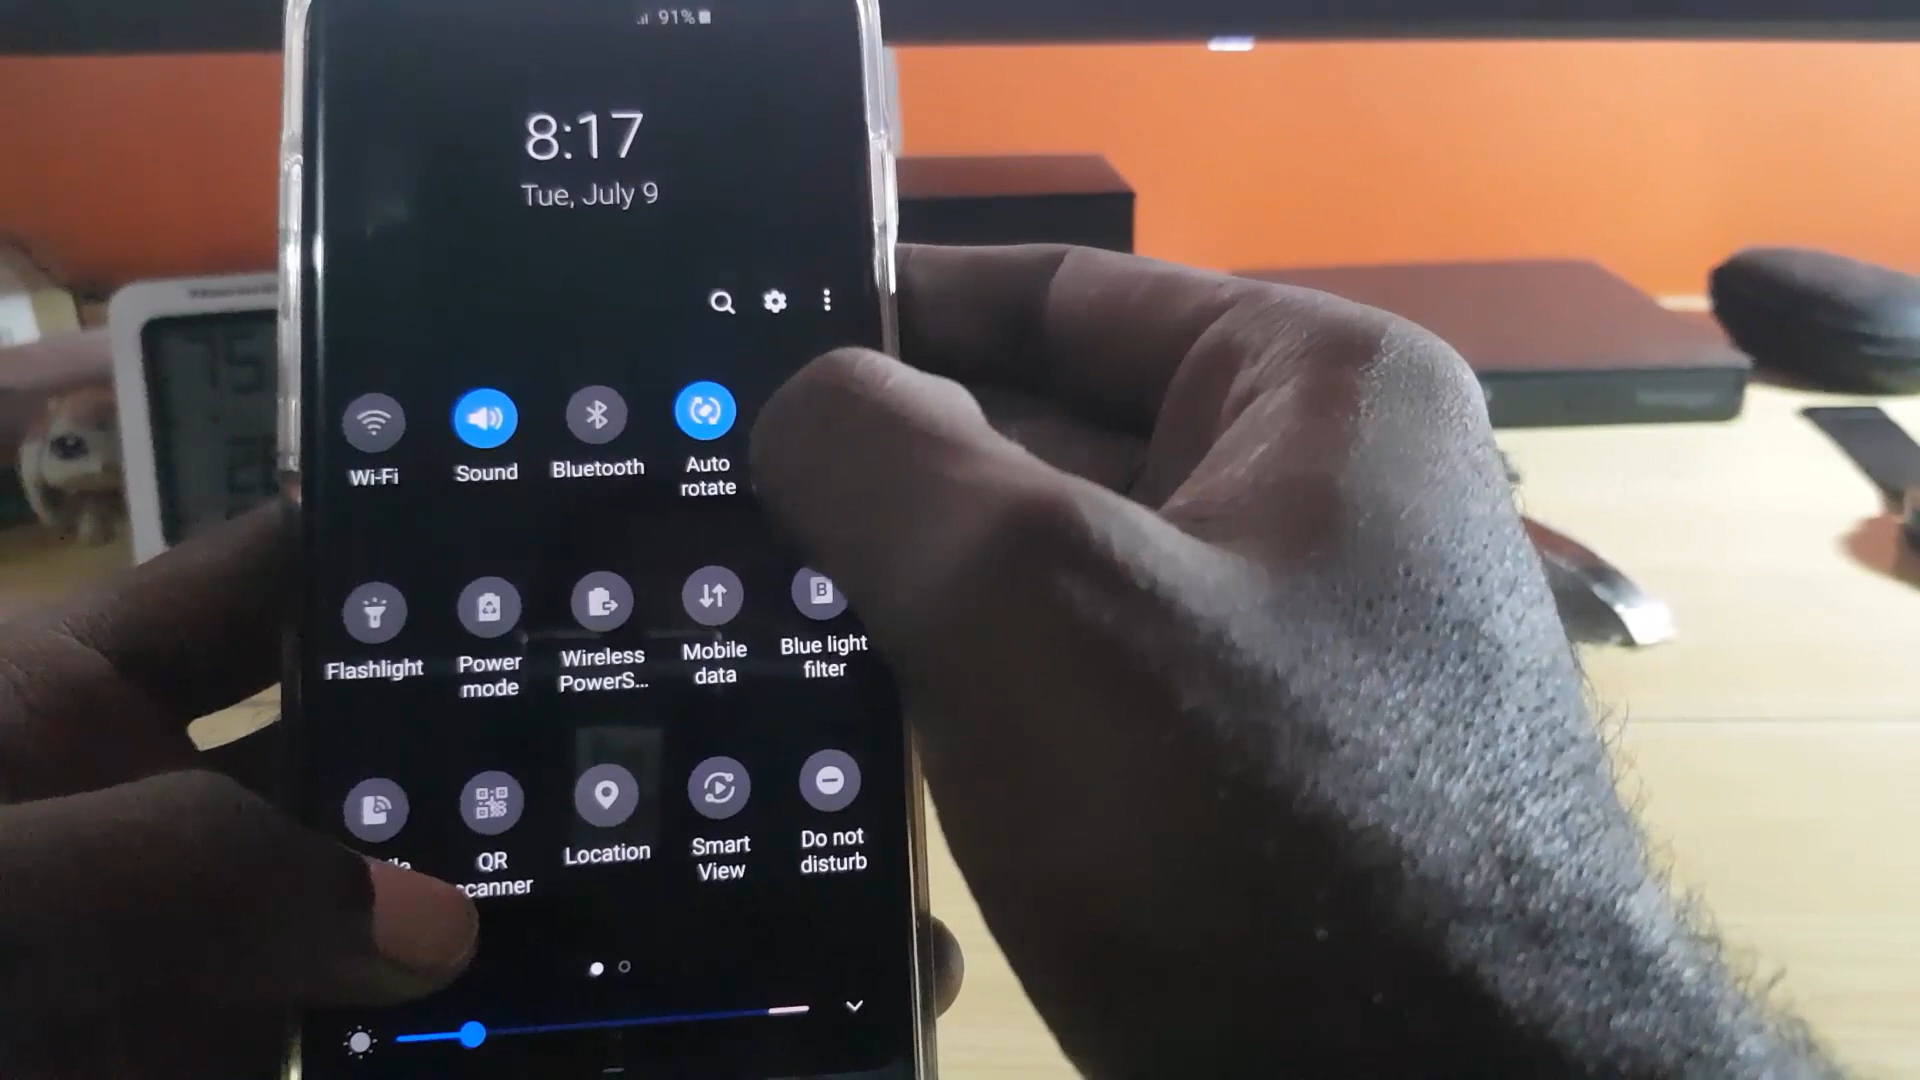 91%
8:17
Tue, July 9
Wi-Fi
Sound
Bluetooth
Auto
rotate
Flashlight
Power
mode
Wireless
PowerS...
Mobile
data
B
Blue light
filter
QR
scanner
Location
Smart
View
Do not
disturb